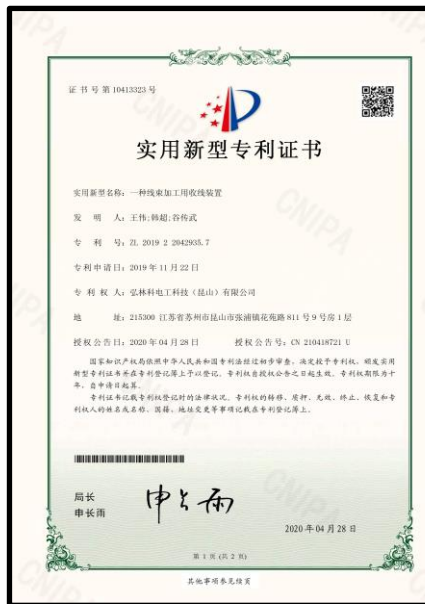 证书号第10413323号
实用新型专利证书
实用新型名称：一种线束加工用收线装置
发 明 人：王伟;韩超;谷传武
专 利 号：ZL 2019 2 2042935.7
专利申请日：2019年11月22日
专 利 权 人：弘林科电工科技（昆山）有限公司
地 址：215300 江苏省苏州市昆山市张浦镇花苑路811号9号房1层
授权公告日：2020年04月28日 授权公告号：CN 210418721 U
国家知识产权局依照中华人民共和国专利法经过初步审查，决定授予专利权，颁发实用
新型专利证书并在专利登记簿上予以登记。专利权自授权公告之日起生效。专利权期限为十
年，自申请日起算。
专利证书记载专利权登记时的法律状况。专利权的转移、质押、无效、终止、恢复和专
利权人的姓名或名称、国籍、地址变更等事项记载在专利登记簿上。
局长
申长雨
申长雨
2020年04月28日
第 1 页 (共 2 页)
其他事项参见续页
CNIPA
CNIPA
CNIPA